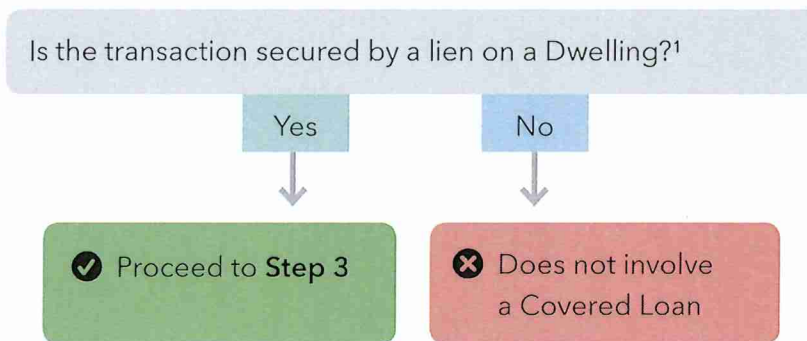 Is the transaction secured by a lien on a Dwelling?¹
Yes
No
Proceed to Step 3
Does not involve
a Covered Loan